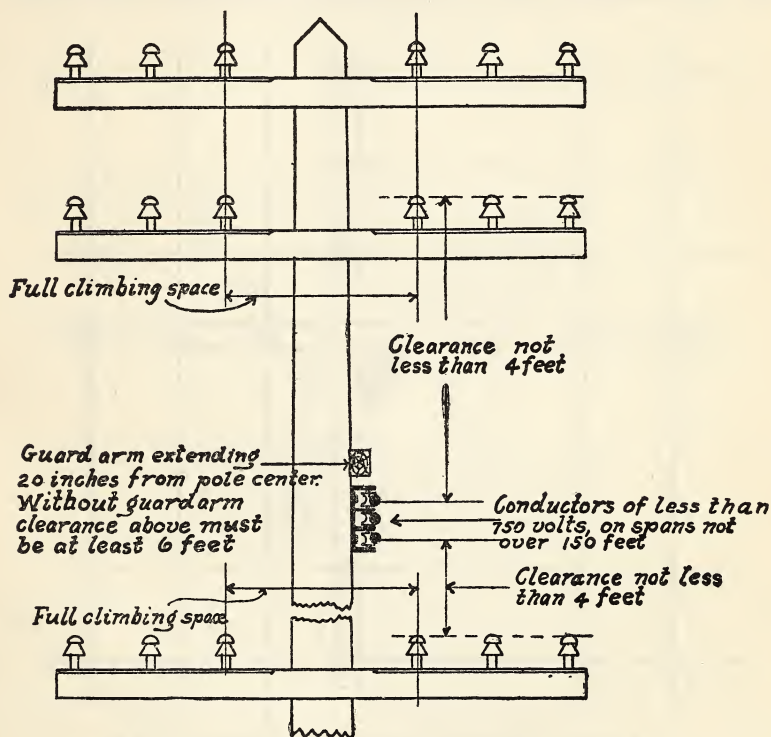 Full climbing space
Clearance not
less than 4 feet
Guard arm extending
20 inches from pole center.
Without guard arm
clearance above must
be at least 6 feet
Conductors of less than
750 volts, on spans not
over 150 feet
Clearance not less
than 4 feet
Full climbing space